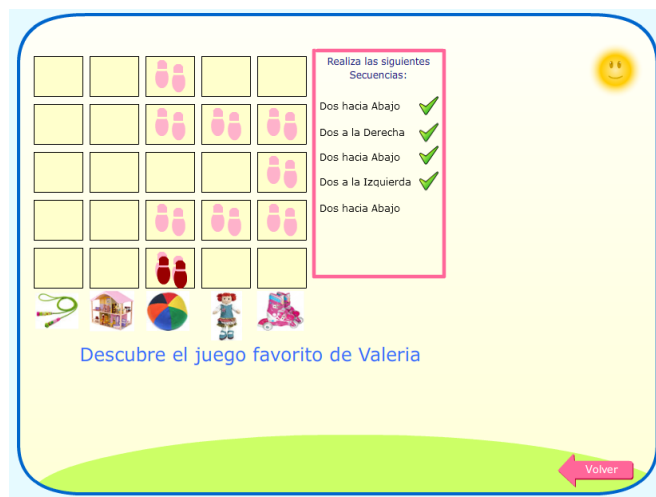 Realiza las siguientes
Secuencias:
Dos hacia Abajo
Dos a la Derecha
Dos hacia Abajo
Dos a la Izquierda
Dos hacia Abajo
Descubre el juego favorito de Valeria
Volver